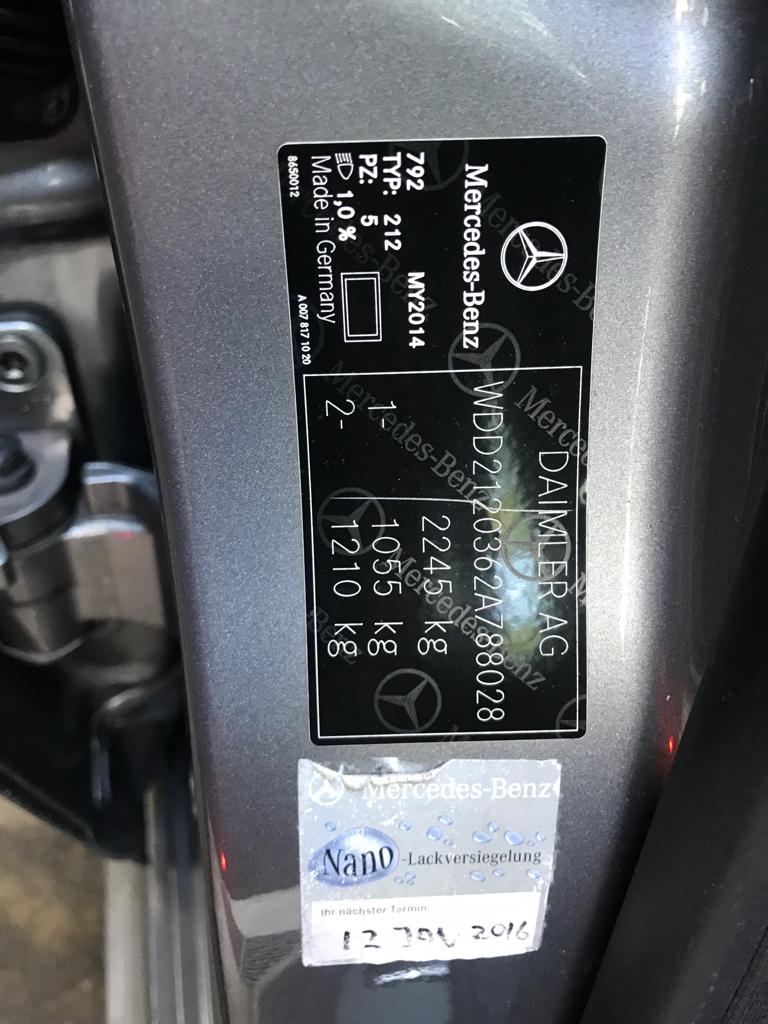 Mercedes-Benz
792 MY2014
TYP: 212
PZ: 5
1,0 %
Made in Germany
8650012
A 007 817 10 20
DAIMLER AG
WDD2120362A788028
2245 kg
1- 1055 kg
2- 1210 kg
Mercedes-Benz
Nano -Lackversiegelung
Ihr nächster Termin:
12 JAN 2016